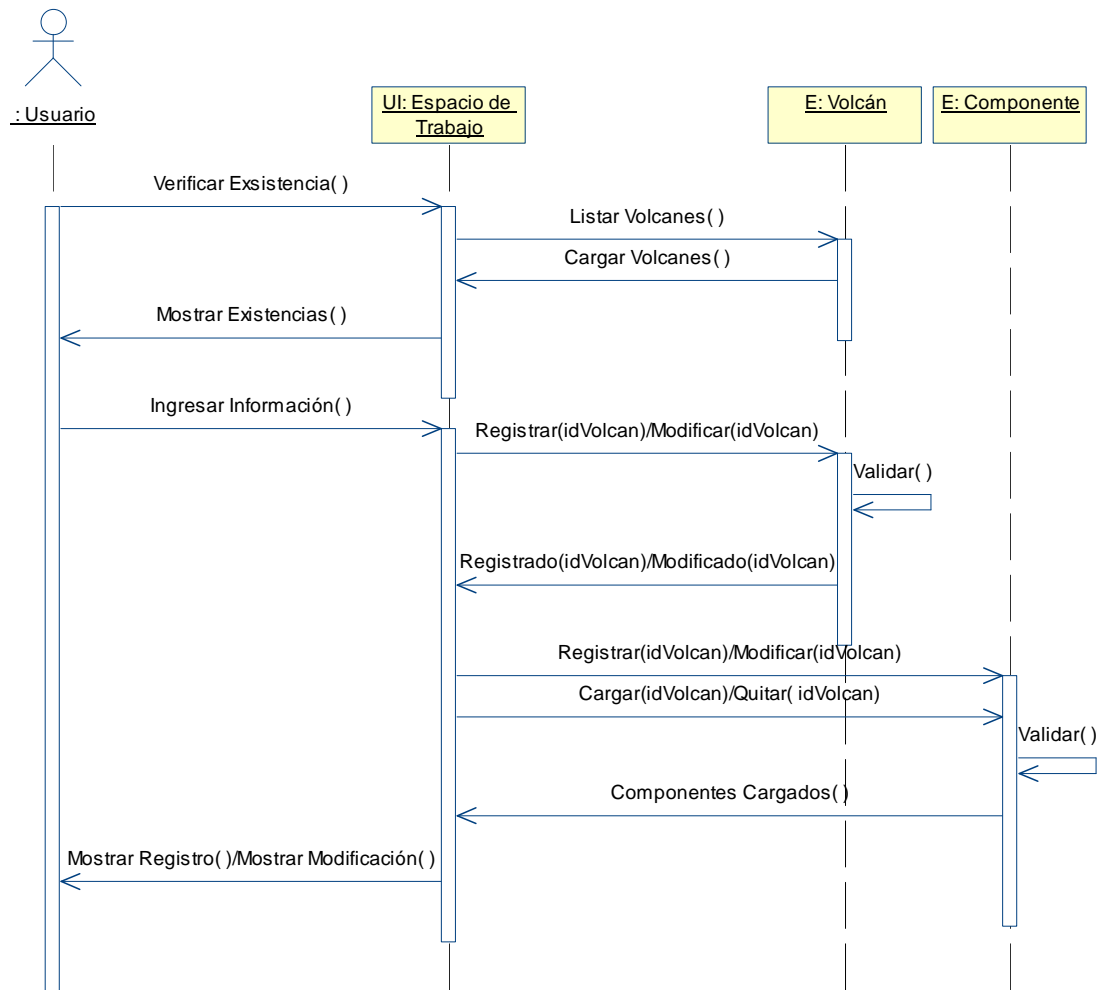 : Usuario
UI: Espacio de
Trabajo
E: Volcán
E: Componente
Verificar Exsistencia( )
Listar Volcanes( )
Cargar Volcanes( )
Mostrar Existencias( )
Ingresar Información( )
Registrar(idVolcan)/Modificar(idVolcan)
Validar( )
Registrado(idVolcan)/Modificado(idVolcan)
Registrar(idVolcan)/Modificar(idVolcan)
Cargar(idVolcan)/Quitar( idVolcan)
Validar( )
Componentes Cargados( )
Mostrar Registro( )/Mostrar Modificación( )